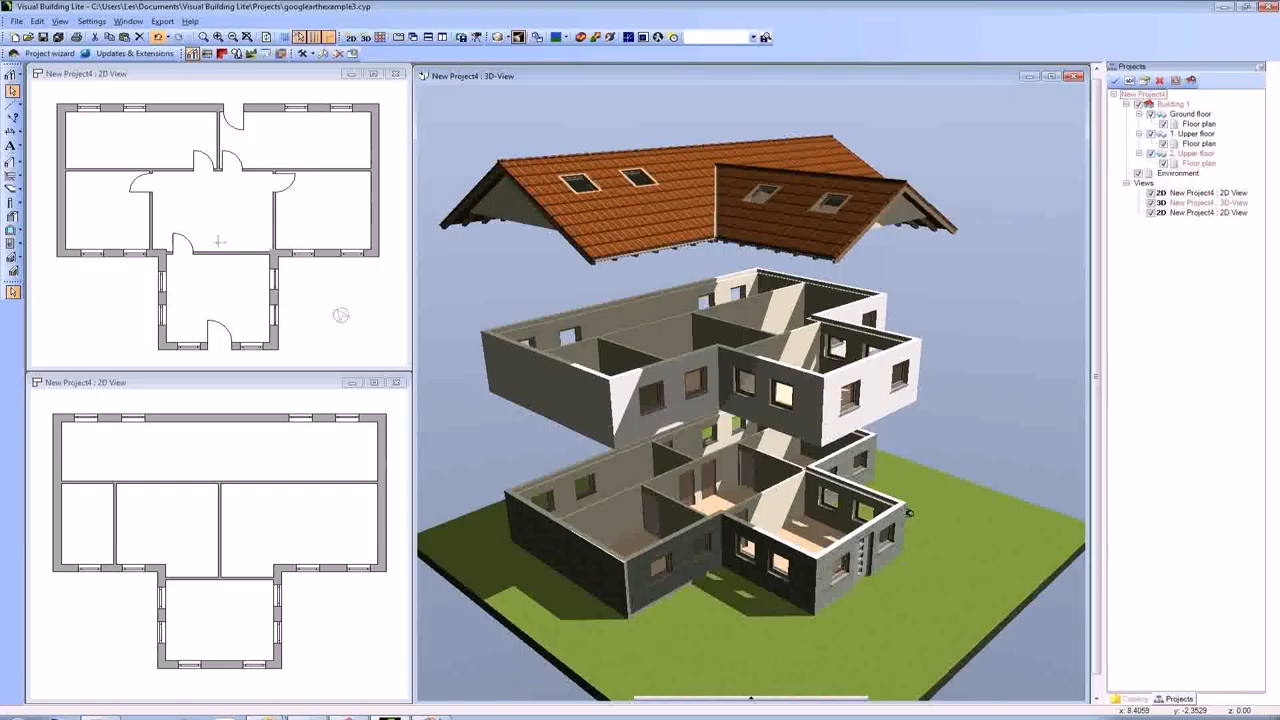 Visual Building Lite - C:\Users\Les\Documents\Visual Building Lite\Projects\googlearthexample3.cyp
File Edit View Settings Window Export Help
2D 3D
Project wizard Updates & Extensions
New Project4 : 2D View
New Project4 : 3D-View
A
New Project4 : 2D View
Projects
New Project4
Building 1
Ground floor
Floor plan
1. Upper floor
Floor plan
2. Upper floor
Floor plan
Environment
Views
2D New Project4 : 2D View
3D New Project4 : 3D-View
2D New Project4 : 2D View
Catalog Projects
x: 8.4059 y: -2.3529 z: 0.00